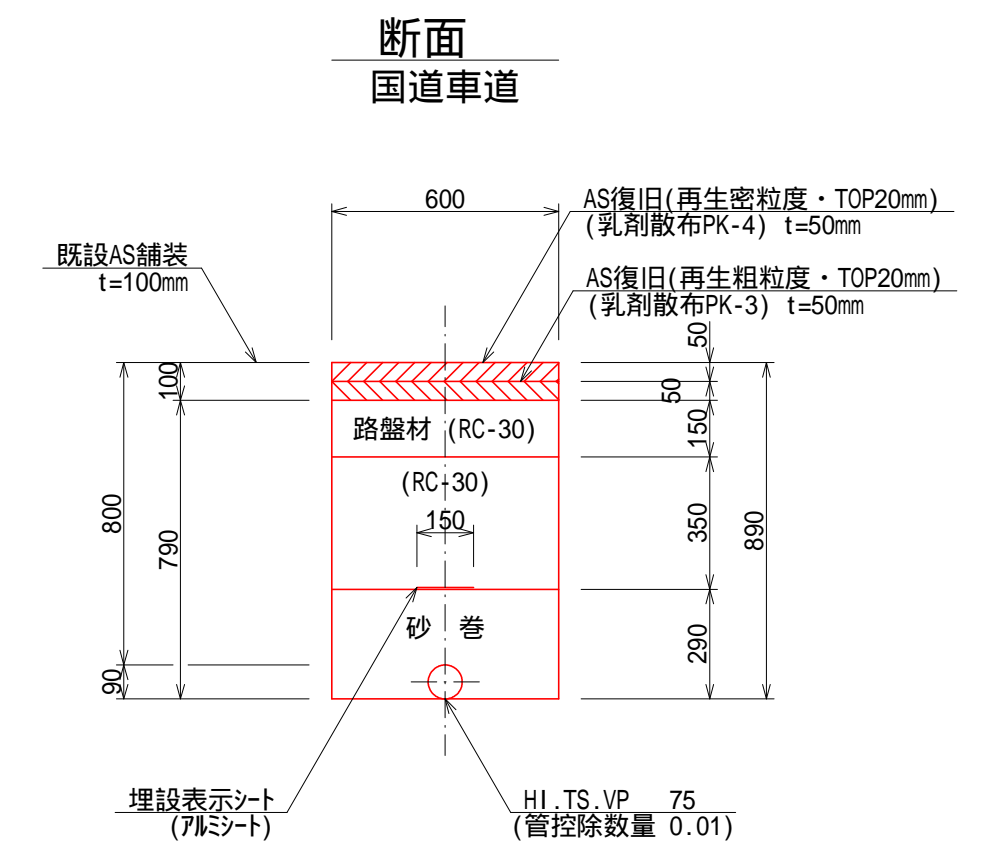 断面
国道車道
600
AS復旧(再生密粒度・TOP20mm)
(乳剤散布PK-4) t=50mm
既設AS舗装
t=100mm
AS復旧(再生粗粒度・TOP20mm)
(乳剤散布PK-3) t=50mm
50
100
50
路盤材 (RC-30)
150
(RC-30)
150
800
790
350
890
砂 巻
290
90
埋設表示シート
(アルミシート)
HI.TS.VP 75
(管控除数量 0.01)